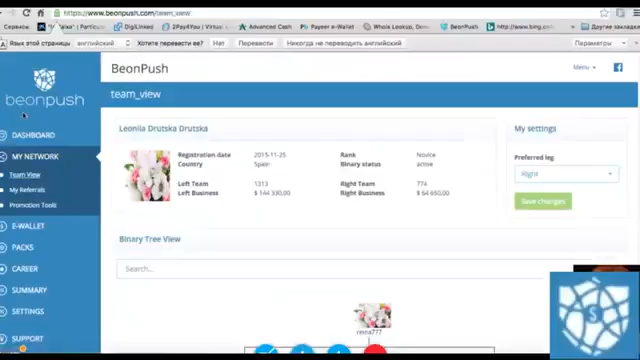 https://www.beonpush.com/team_view
Сервисы
DigiLinked
2Pay4You | Virtual
Advanced Cash
Payeer e-Wallet
Whois Lookup, Dom
BeOnPush
http://www.bing.co
Другие закладки
Язык этой страницы
английский
Хотите перевести ее?
Нет
Перевести
Никогда не переводить английский
Параметры
beonpush
BeonPush
Menu
team_view
DASHBOARD
MY NETWORK
Team View
My Referrals
Promotion Tools
E-WALLET
PACKS
CAREER
SUMMARY
SETTINGS
SUPPORT
Leonila Drutska Drutska
Registration date 2015-11-25 Rank Novice
Country Spain Binary status active
Left Team 1313 Right Team 774
Left Business $ 144 330,00 Right Business $ 64 650,00
My settings
Preferred leg
Right
Save changes
Binary Tree View
Search...
reina777